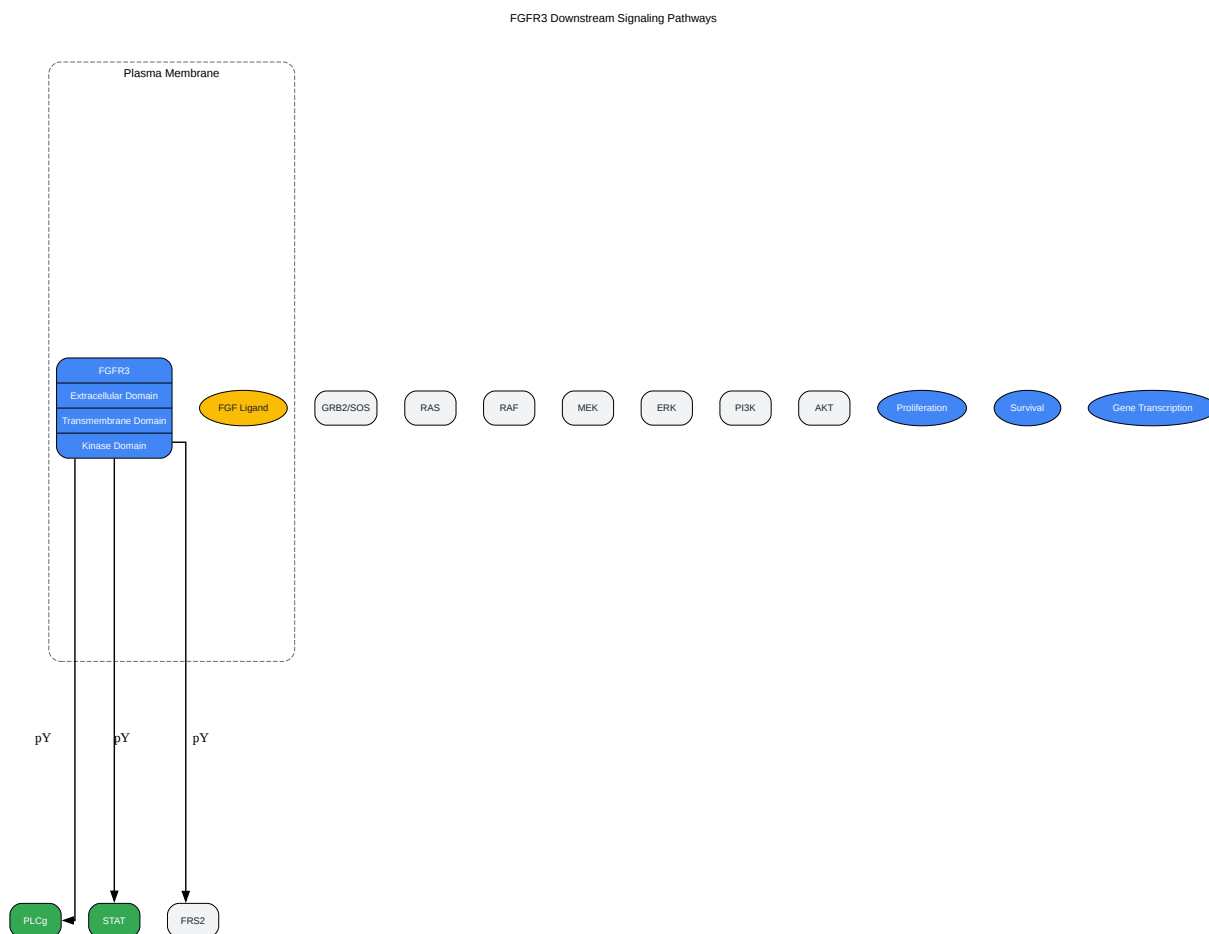 FGFR3 Downstream Signaling Pathways
Plasma Membrane
FGFR3
Extracellular Domain
Transmembrane Domain
Kinase Domain
FGF Ligand
GRB2/SOS
RAS
RAF
MEK
ERK
PI3K
AKT
Proliferation
Survival
Gene Transcription
pY
pY
pY
PLCg
STAT
FRS2